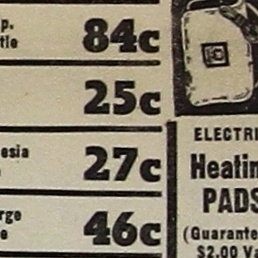 p.
tle 84c
25c
esia 27c
rge
e 46c
ELECTRI
Heatin
PADS
(Guarante
$2.00 Va